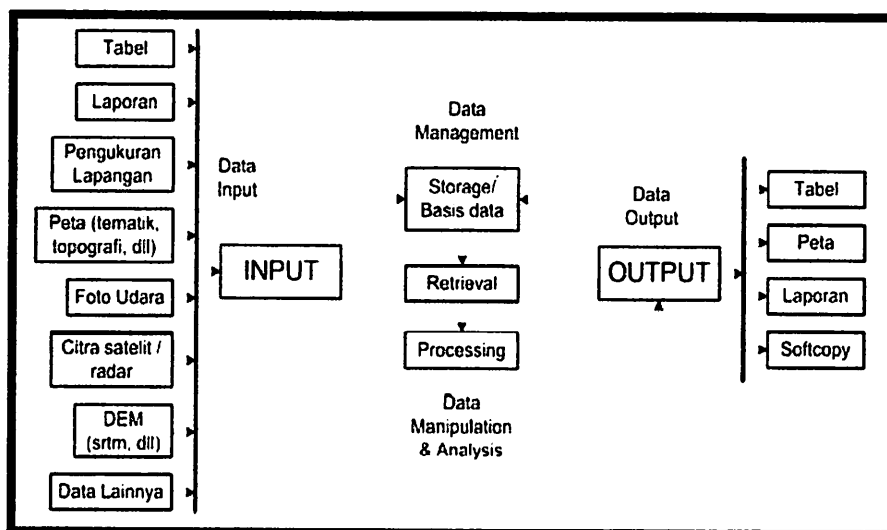 Tabel
Laporan
Pengukuran
Lapangan
Peta (tematik,
topografi, dll)
Foto Udara
Citra satelit /
radar
DEM
(srtm, dll)
Data Lainnya
Data
Input
INPUT
Data
Management
Storage/
Basis data
Retrieval
Processing
Data
Manipulation
& Analysis
Data
Output
OUTPUT
Tabel
Peta
Laporan
Softcopy